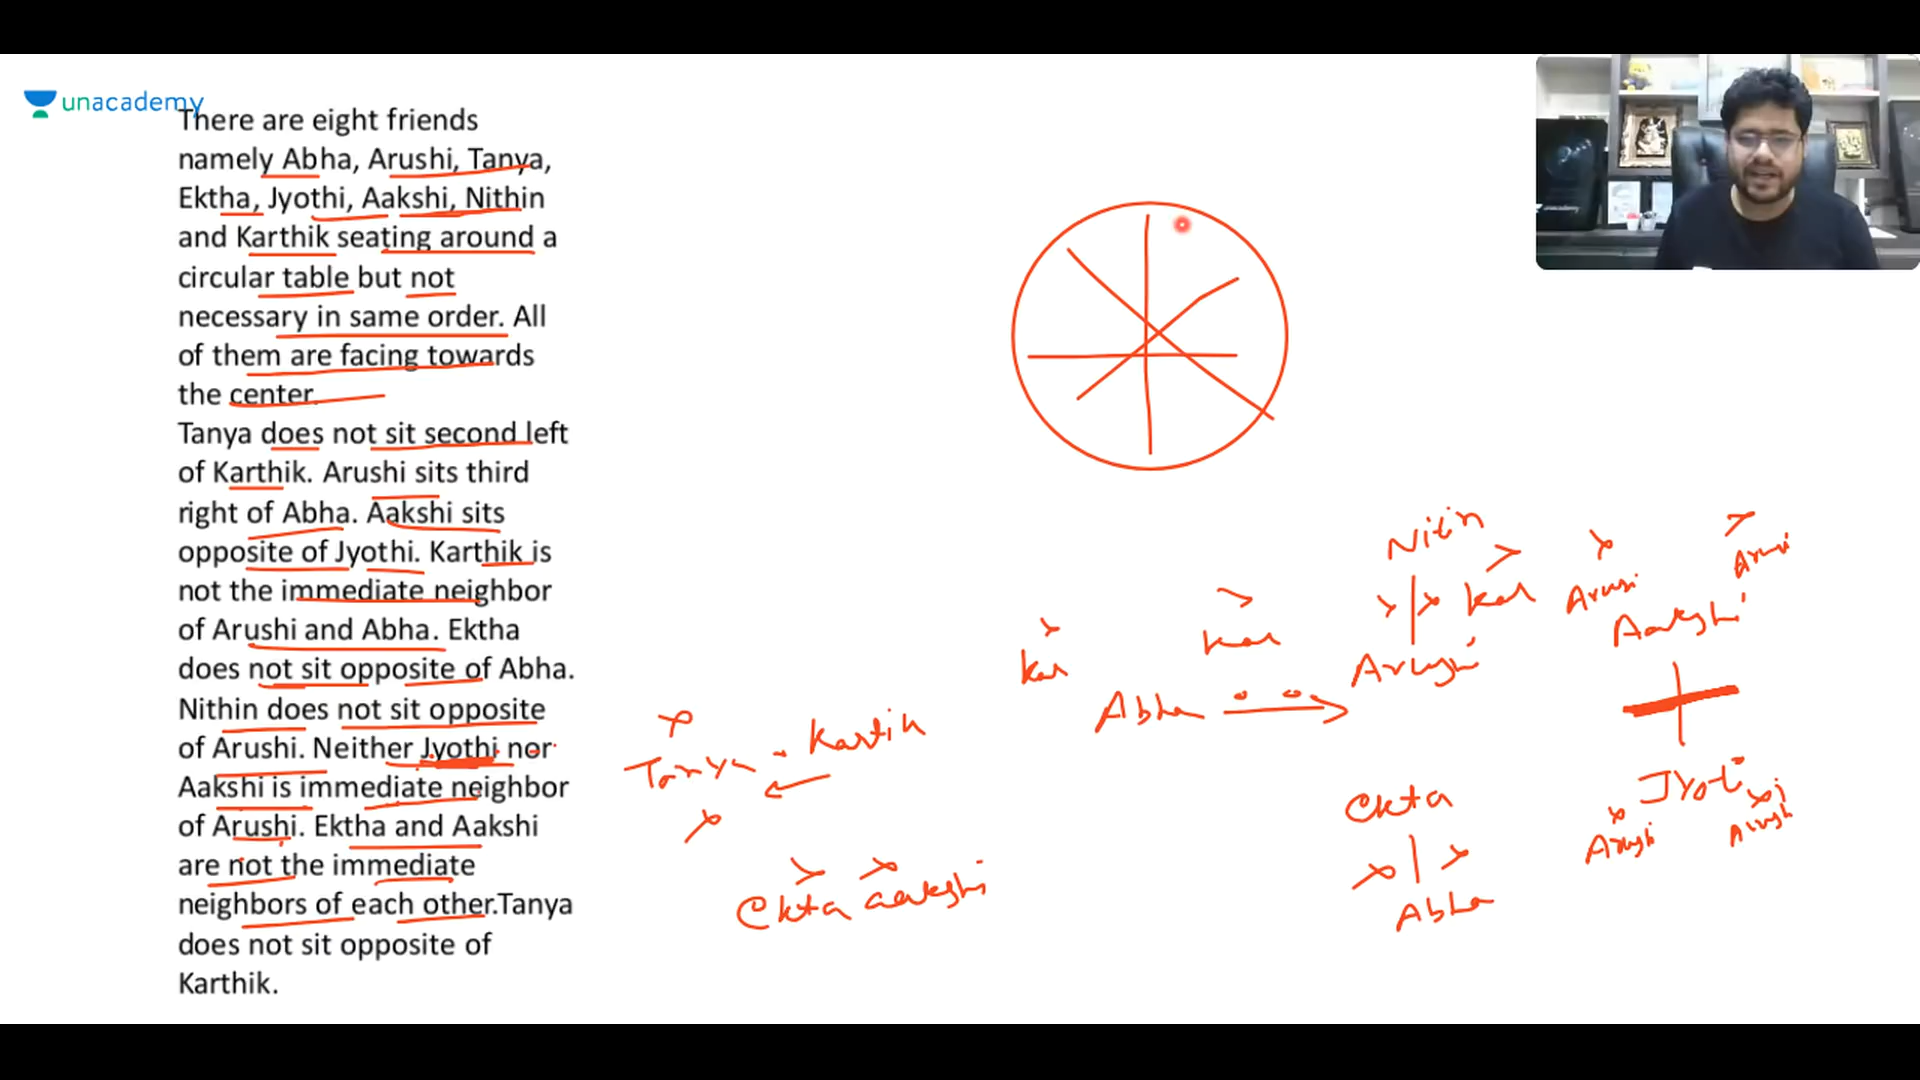 unacademy
There are eight friends
namely Abha, Arushi, Tanya,
Ektha, Jyothi, Aakshi, Nithin
and Karthik seating around a
circular table but not
necessary in same order. All
of them are facing towards
the center.
Tanya does not sit second left
of Karthik. Arushi sits third
right of Abha. Aakshi sits
opposite of Jyothi. Karthik is
not the immediate neighbor
of Arushi and Abha. Ektha
does not sit opposite of Abha.
Nithin does not sit opposite
of Arushi. Neither Jyothi nor
Aakshi is immediate neighbor
of Arushi. Ektha and Aakshi
are not the immediate
neighbors of each other.Tanya
does not sit opposite of
Karthik.
Tanya - Kartik
Ekta aakshi
Kar
Kar
Abha
Nitin
Kar
Arushi
Ekta
Abha
Arusi
Arusi
Aakshi
Jyoti
Arushi
Arushi
unacademy